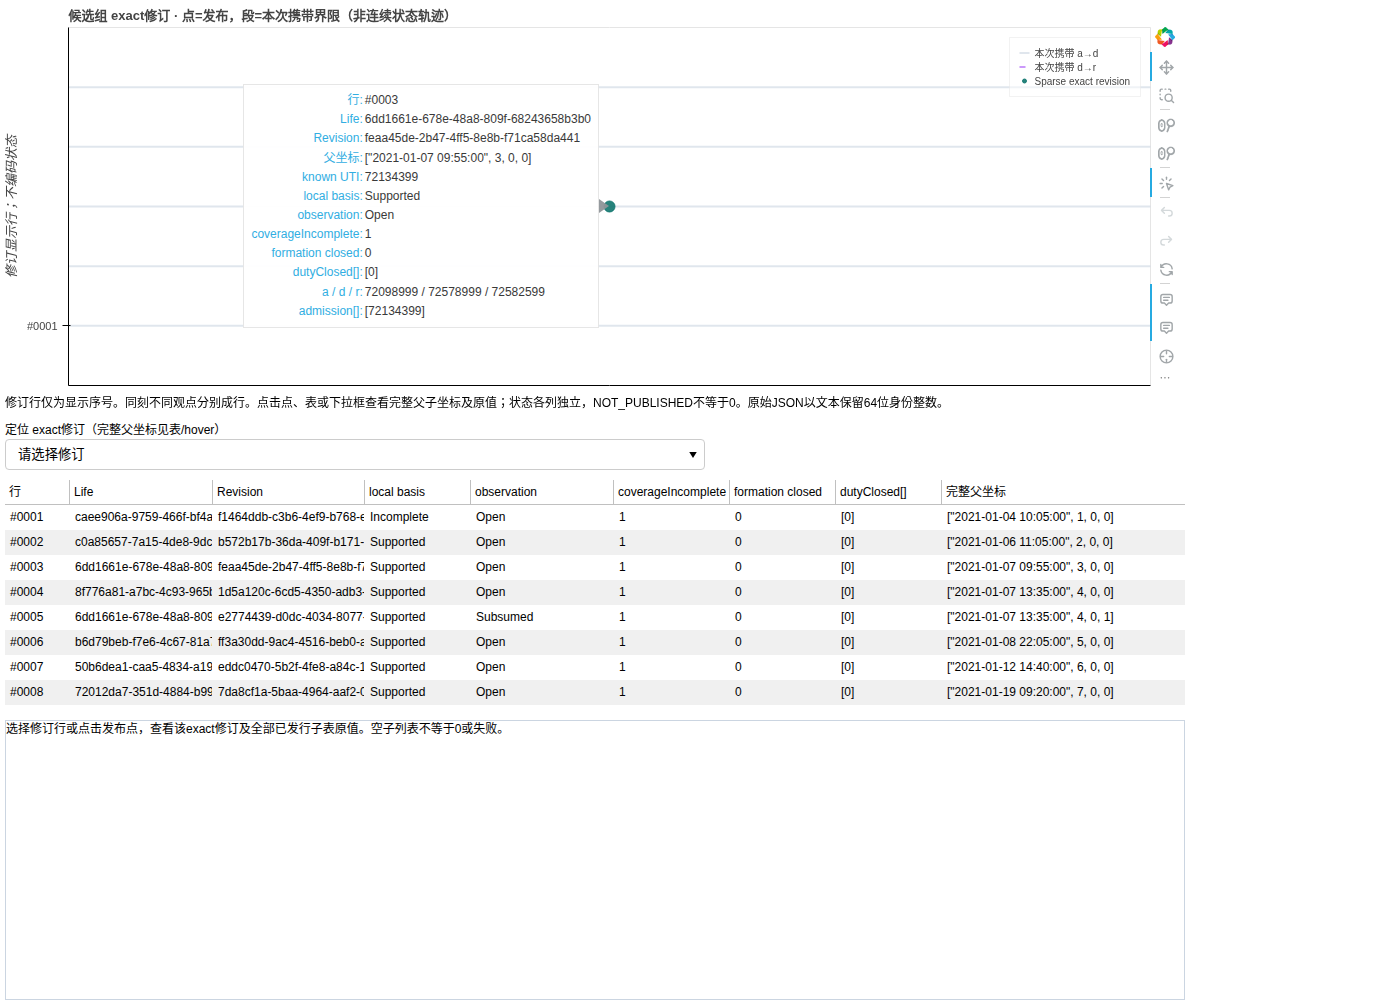 候选组 exact修订 · 点=发布，段=本次携带界限（非连续状态轨迹）
本次携带 a→d
本次携带 d→r
Sparse exact revision
修订显示行；不编码状态
#0001
行: #0003
Life: 6dd1661e-678e-48a8-809f-68243658b3b0
Revision: feaa45de-2b47-4ff5-8e8b-f71ca58da441
父坐标: ["2021-01-07 09:55:00", 3, 0, 0]
known UTI: 72134399
local basis: Supported
observation: Open
coverageIncomplete: 1
formation closed: 0
dutyClosed[]: [0]
a / d / r: 72098999 / 72578999 / 72582599
admission[]: [72134399]
修订行仅为显示序号。同刻不同观点分别成行。点击点、表或下拉框查看完整父子坐标及原值；状态各列独立，NOT_PUBLISHED不等于0。原始JSON以文本保留64位身份整数。
定位 exact修订（完整父坐标见表/hover）
请选择修订
行 Life Revision local basis observation coverageIncomplete formation closed dutyClosed[] 完整父坐标
#0001 caee906a-9759-466f-bf4a f1464ddb-c3b6-4ef9-b768-e Incomplete Open 1 0 [0] ["2021-01-04 10:05:00", 1, 0, 0]
#0002 c0a85657-7a15-4de8-9dc b572b17b-36da-409f-b171- Supported Open 1 0 [0] ["2021-01-06 11:05:00", 2, 0, 0]
#0003 6dd1661e-678e-48a8-809 feaa45de-2b47-4ff5-8e8b-f7 Supported Open 1 0 [0] ["2021-01-07 09:55:00", 3, 0, 0]
#0004 8f776a81-a7bc-4c93-965b 1d5a120c-6cd5-4350-adb3- Supported Open 1 0 [0] ["2021-01-07 13:35:00", 4, 0, 0]
#0005 6dd1661e-678e-48a8-809 e2774439-d0dc-4034-8077- Supported Subsumed 1 0 [0] ["2021-01-07 13:35:00", 4, 0, 1]
#0006 b6d79beb-f7e6-4c67-81a7 ff3a30dd-9ac4-4516-beb0-a Supported Open 1 0 [0] ["2021-01-08 22:05:00", 5, 0, 0]
#0007 50b6dea1-caa5-4834-a19 eddc0470-5b2f-4fe8-a84c-1 Supported Open 1 0 [0] ["2021-01-12 14:40:00", 6, 0, 0]
#0008 72012da7-351d-4884-b99 7da8cf1a-5baa-4964-aaf2-0 Supported Open 1 0 [0] ["2021-01-19 09:20:00", 7, 0, 0]
选择修订行或点击发布点，查看该exact修订及全部已发行子表原值。空子列表不等于0或失败。